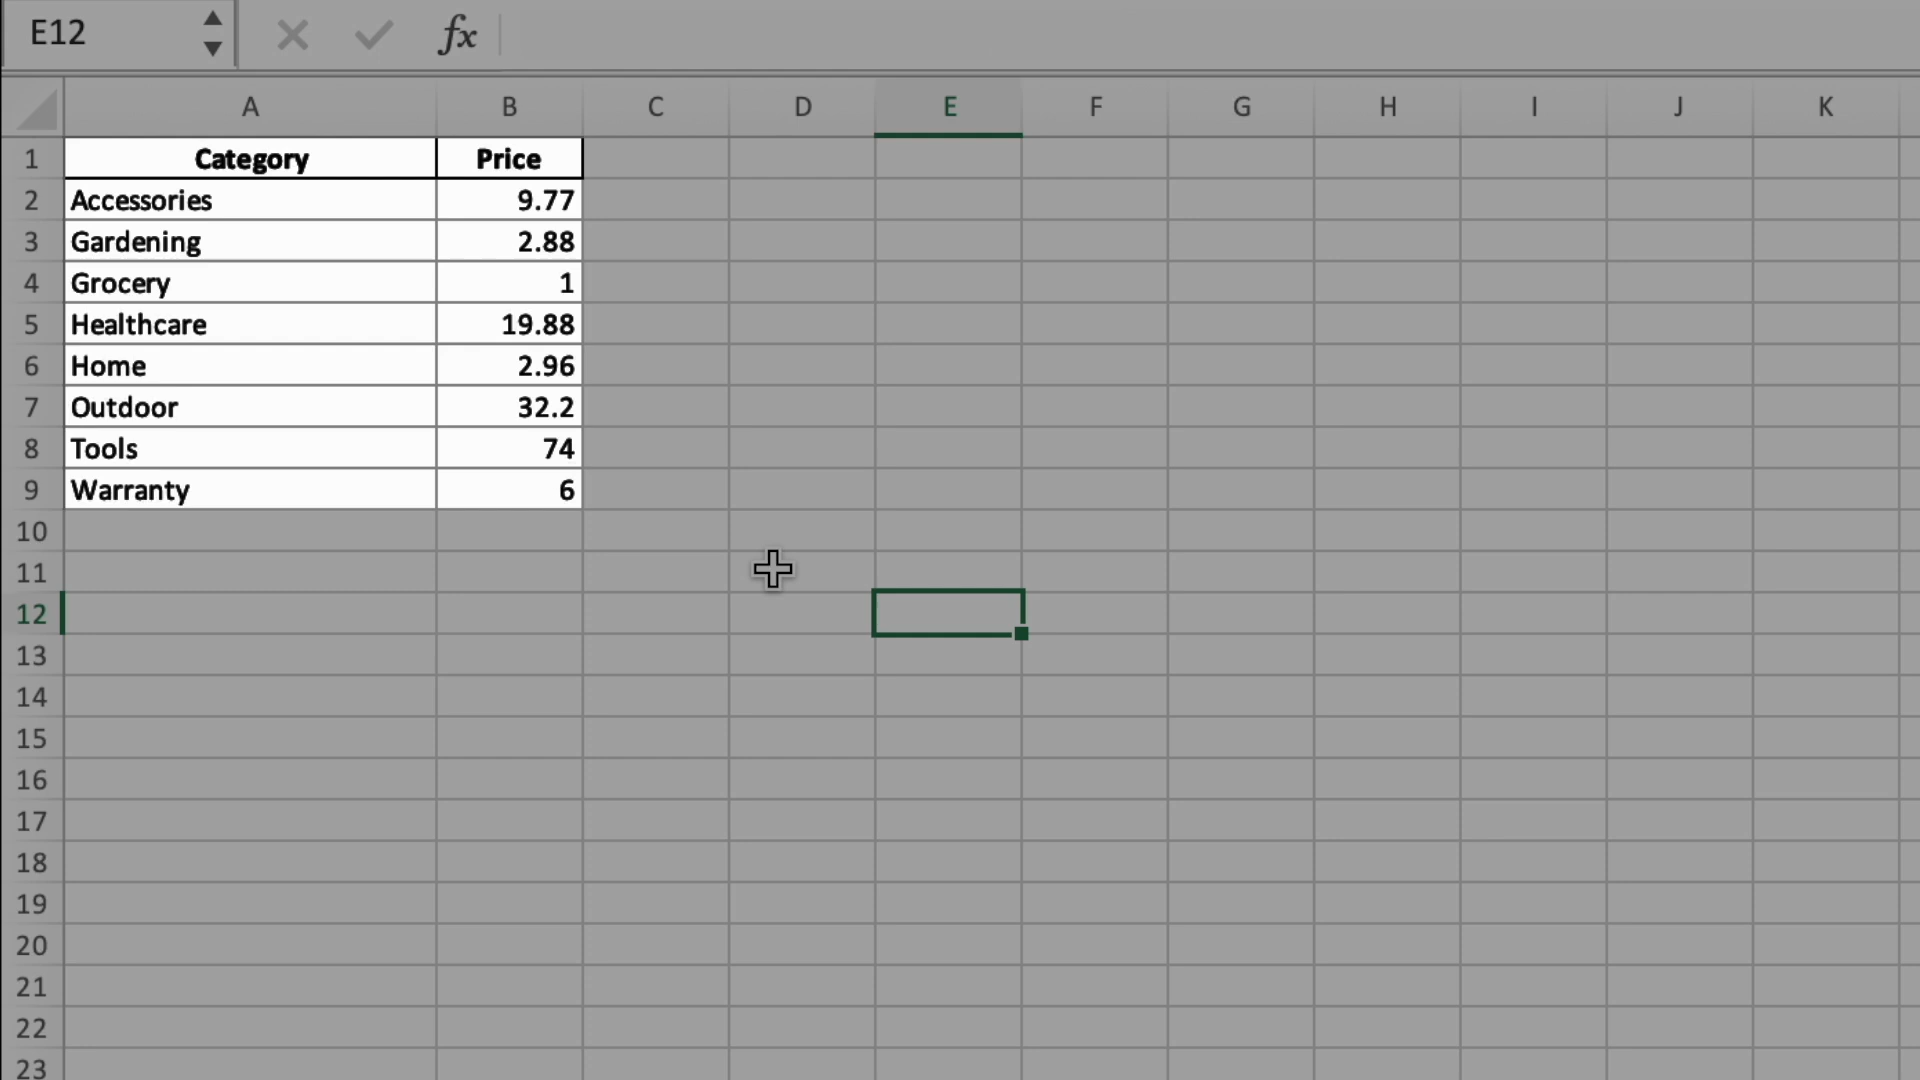 E12 fx
A B C D E F G H I J K
1 Category Price
2 Accessories 9.77
3 Gardening 2.88
4 Grocery 1
5 Healthcare 19.88
6 Home 2.96
7 Outdoor 32.2
8 Tools 74
9 Warranty 6
10
11
12
13
14
15
16
17
18
19
20
21
22
23